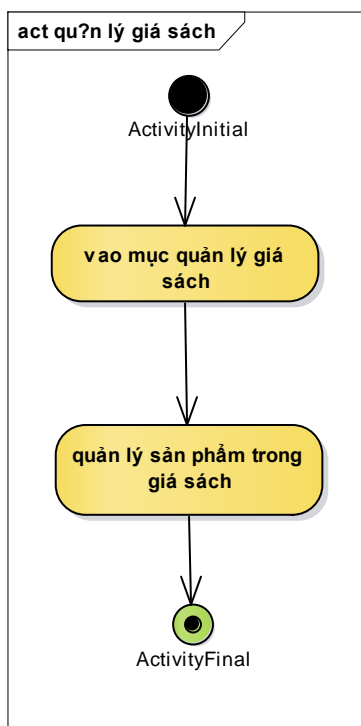 act qu?n lý giá sách
ActivityInitial
vao mục quản lý giá
sách
quản lý sản phẩm trong
giá sách
ActivityFinal